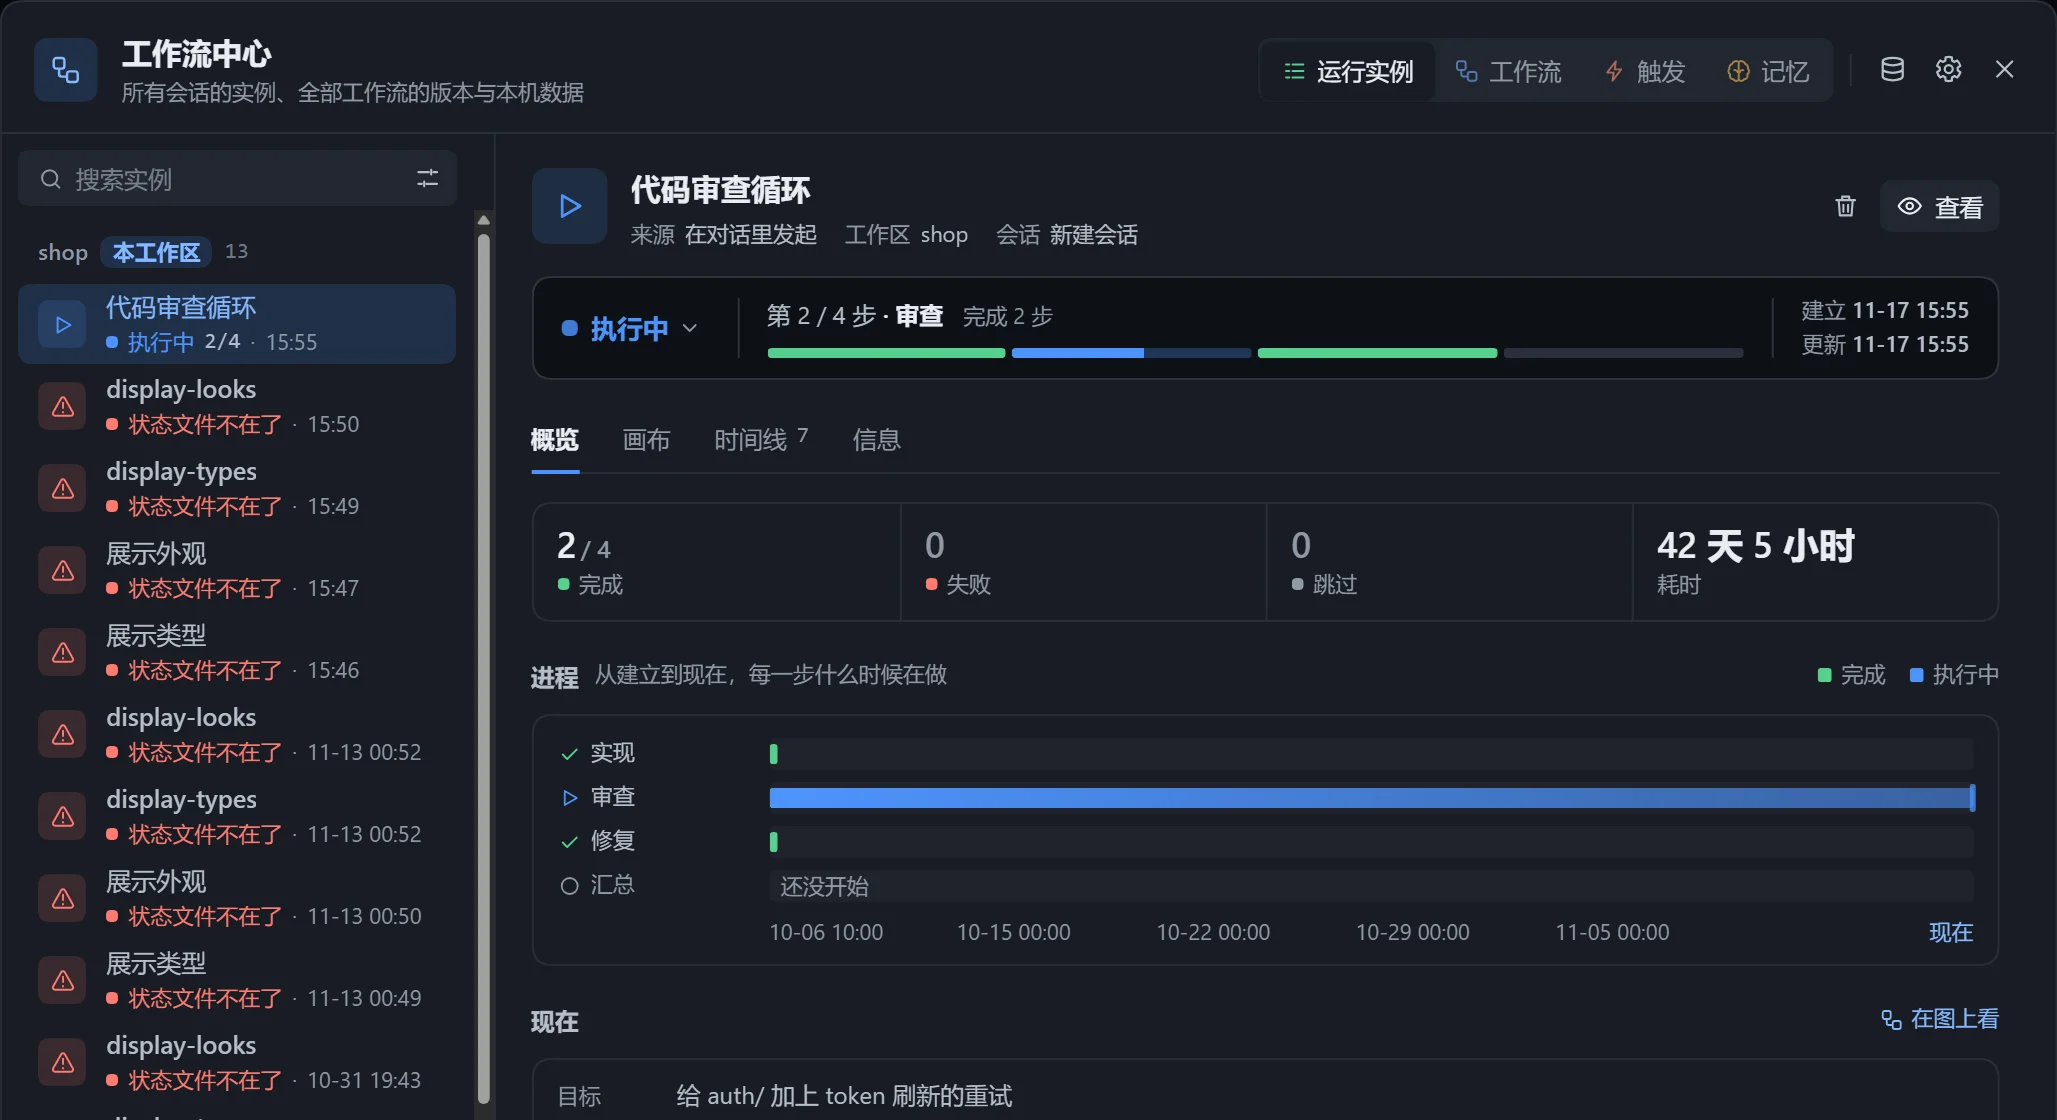 工作流中心
所有会话的实例、全部工作流的版本与本机数据
运行实例
工作流
触发
记忆
搜索实例
shop 本工作区 13
代码审查循环
执行中 2/4 · 15:55
display-looks
状态文件不在了 · 15:50
display-types
状态文件不在了 · 15:49
展示外观
状态文件不在了 · 15:47
展示类型
状态文件不在了 · 15:46
display-looks
状态文件不在了 · 11-13 00:52
display-types
状态文件不在了 · 11-13 00:52
展示外观
状态文件不在了 · 11-13 00:50
展示类型
状态文件不在了 · 11-13 00:49
display-looks
状态文件不在了 · 10-31 19:43
代码审查循环
来源 在对话里发起 工作区 shop 会话 新建会话
查看
执行中
第 2 / 4 步 · 审查 完成 2 步
建立 11-17 15:55
更新 11-17 15:55
概览 画布 时间线 7 信息
2 / 4
完成
0
失败
0
跳过
42 天 5 小时
耗时
进程 从建立到现在，每一步什么时候在做
完成 执行中
实现
审查
修复
汇总 还没开始
10-06 10:00 10-15 00:00 10-22 00:00 10-29 00:00 11-05 00:00 现在
现在
在图上看
目标 给 auth/ 加上 token 刷新的重试